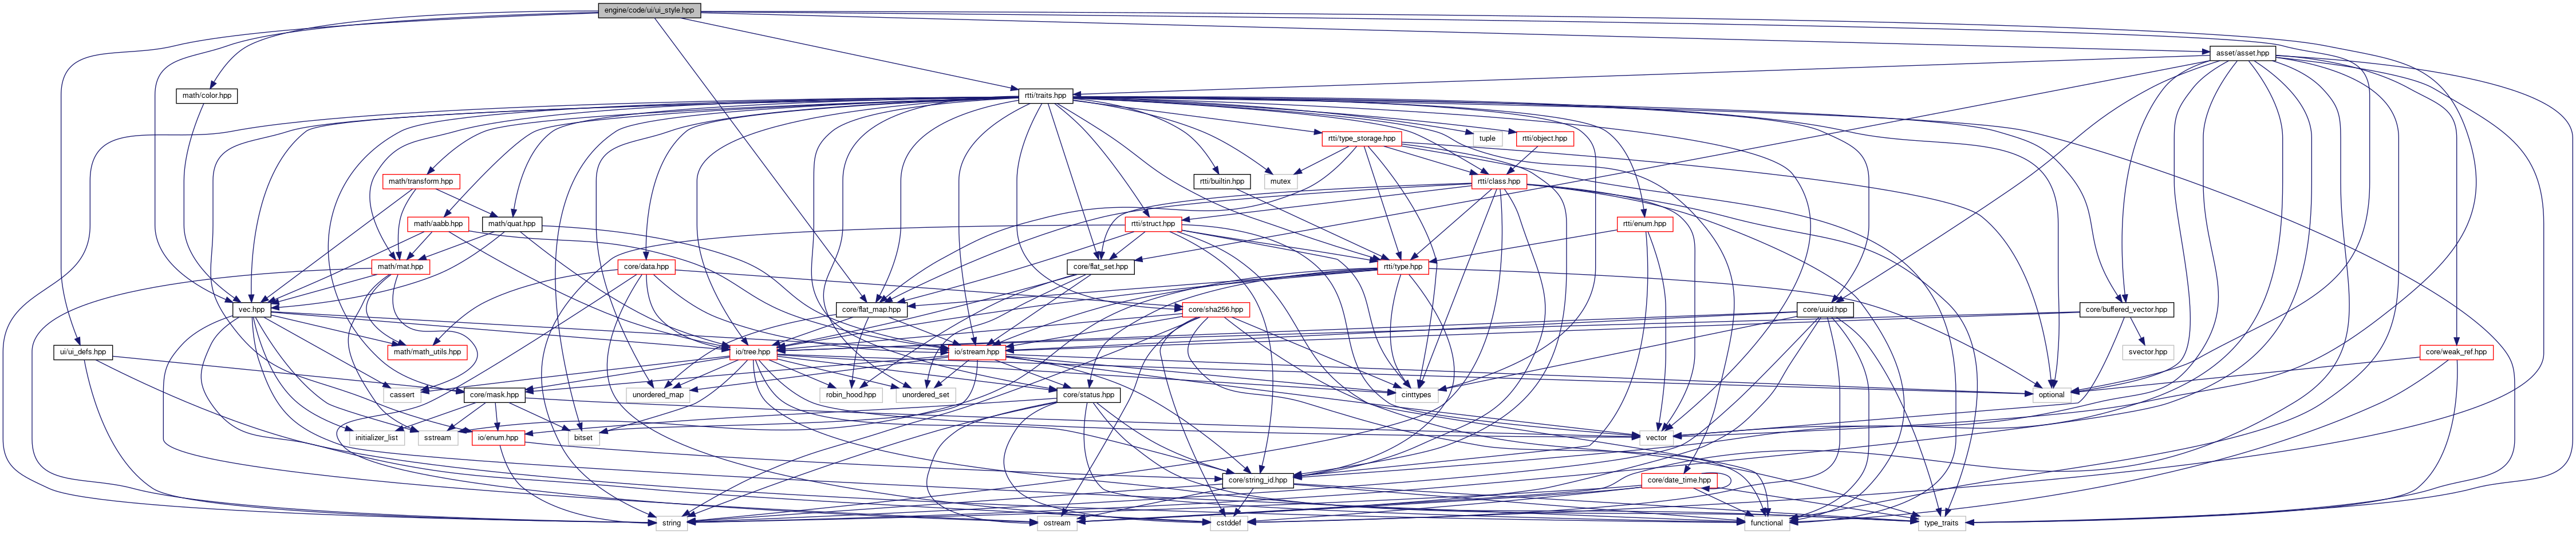 engine/code/ui/ui_style.hpp
asset/asset.hpp
math/color.hpp
rtti/traits.hpp
rtti/type_storage.hpp
tuple
rtti/object.hpp
math/transform.hpp
rtti/builtin.hpp
mutex
rtti/class.hpp
math/aabb.hpp
math/quat.hpp
rtti/struct.hpp
rtti/enum.hpp
math/mat.hpp
core/data.hpp
core/flat_set.hpp
rtti/type.hpp
vec.hpp
core/flat_map.hpp
core/sha256.hpp
core/uuid.hpp
core/buffered_vector.hpp
ui/ui_defs.hpp
math/math_utils.hpp
io/tree.hpp
io/stream.hpp
svector.hpp
core/weak_ref.hpp
cassert
core/mask.hpp
unordered_map
robin_hood.hpp
unordered_set
core/status.hpp
cinttypes
optional
initializer_list
sstream
io/enum.hpp
bitset
vector
core/string_id.hpp
core/date_time.hpp
string
ostream
cstddef
functional
type_traits